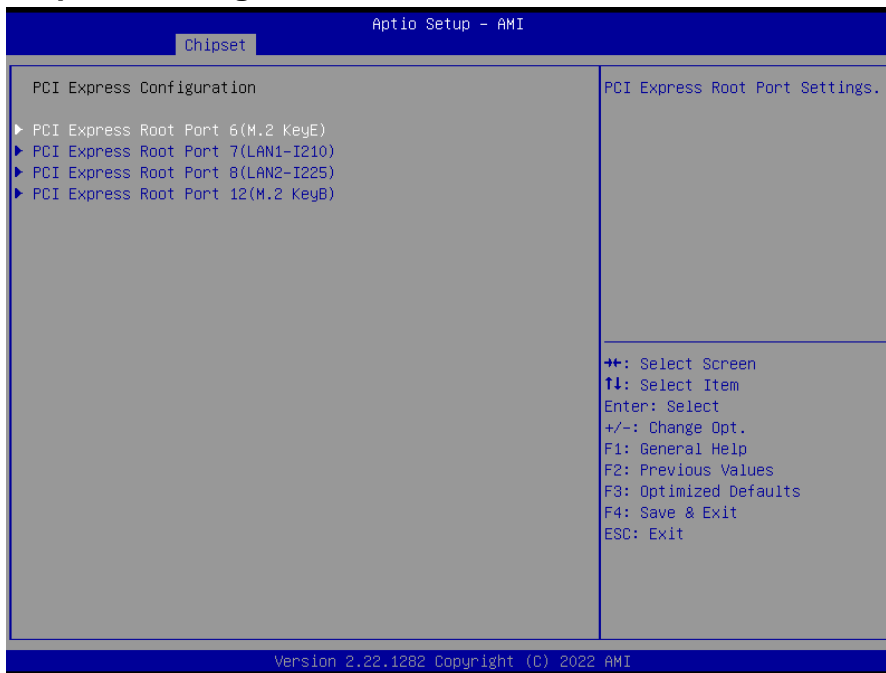 Aptio Setup – AMI
Chipset
PCI Express Configuration
▶ PCI Express Root Port 6(M.2 KeyE)
▶ PCI Express Root Port 7(LAN1-I210)
▶ PCI Express Root Port 8(LAN2-I225)
▶ PCI Express Root Port 12(M.2 KeyB)
PCI Express Root Port Settings.
→←: Select Screen
↑↓: Select Item
Enter: Select
+/-: Change Opt.
F1: General Help
F2: Previous Values
F3: Optimized Defaults
F4: Save & Exit
ESC: Exit
Version 2.22.1282 Copyright (C) 2022 AMI